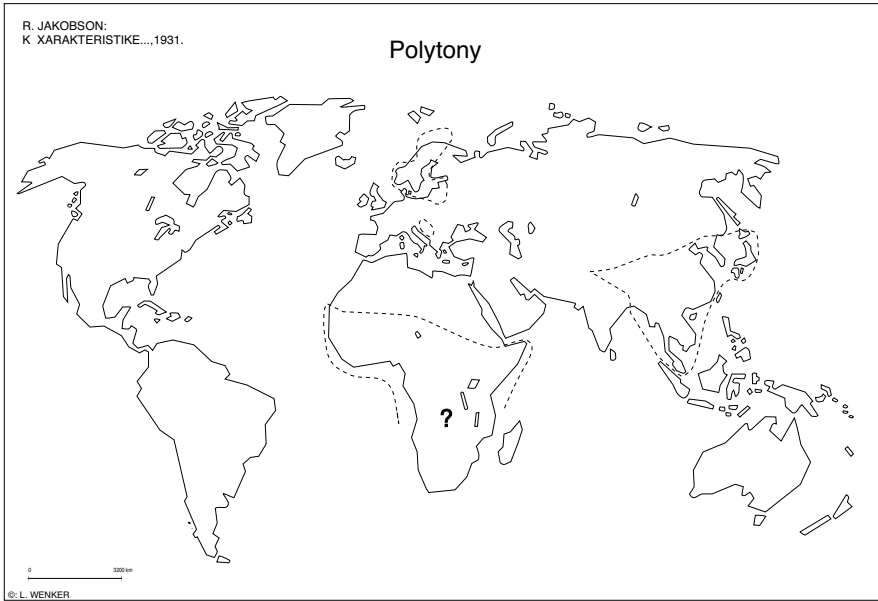 R. JAKOBSON:
K XARAKTERISTIKE...,1931.
Polytony
?
0 3200 km
©: L. WENKER